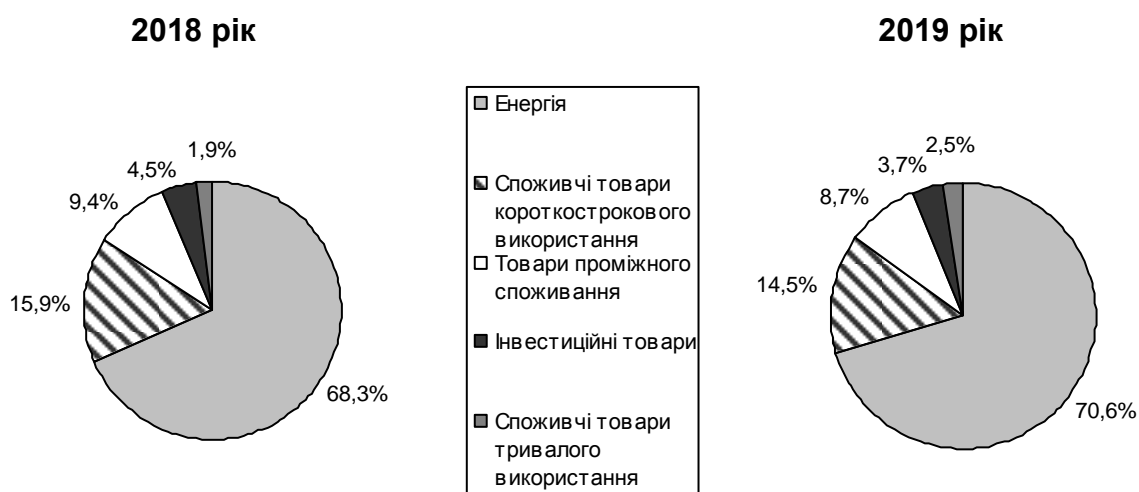 2018 рік
2019 рік
1,9%
4,5%
9,4%
15,9%
68,3%
Енергія
Споживчі товари
короткострокового
використання
Товари проміжного
споживання
Інвестиційні товари
Споживчі товари
тривалого
використання
2,5%
3,7%
8,7%
14,5%
70,6%